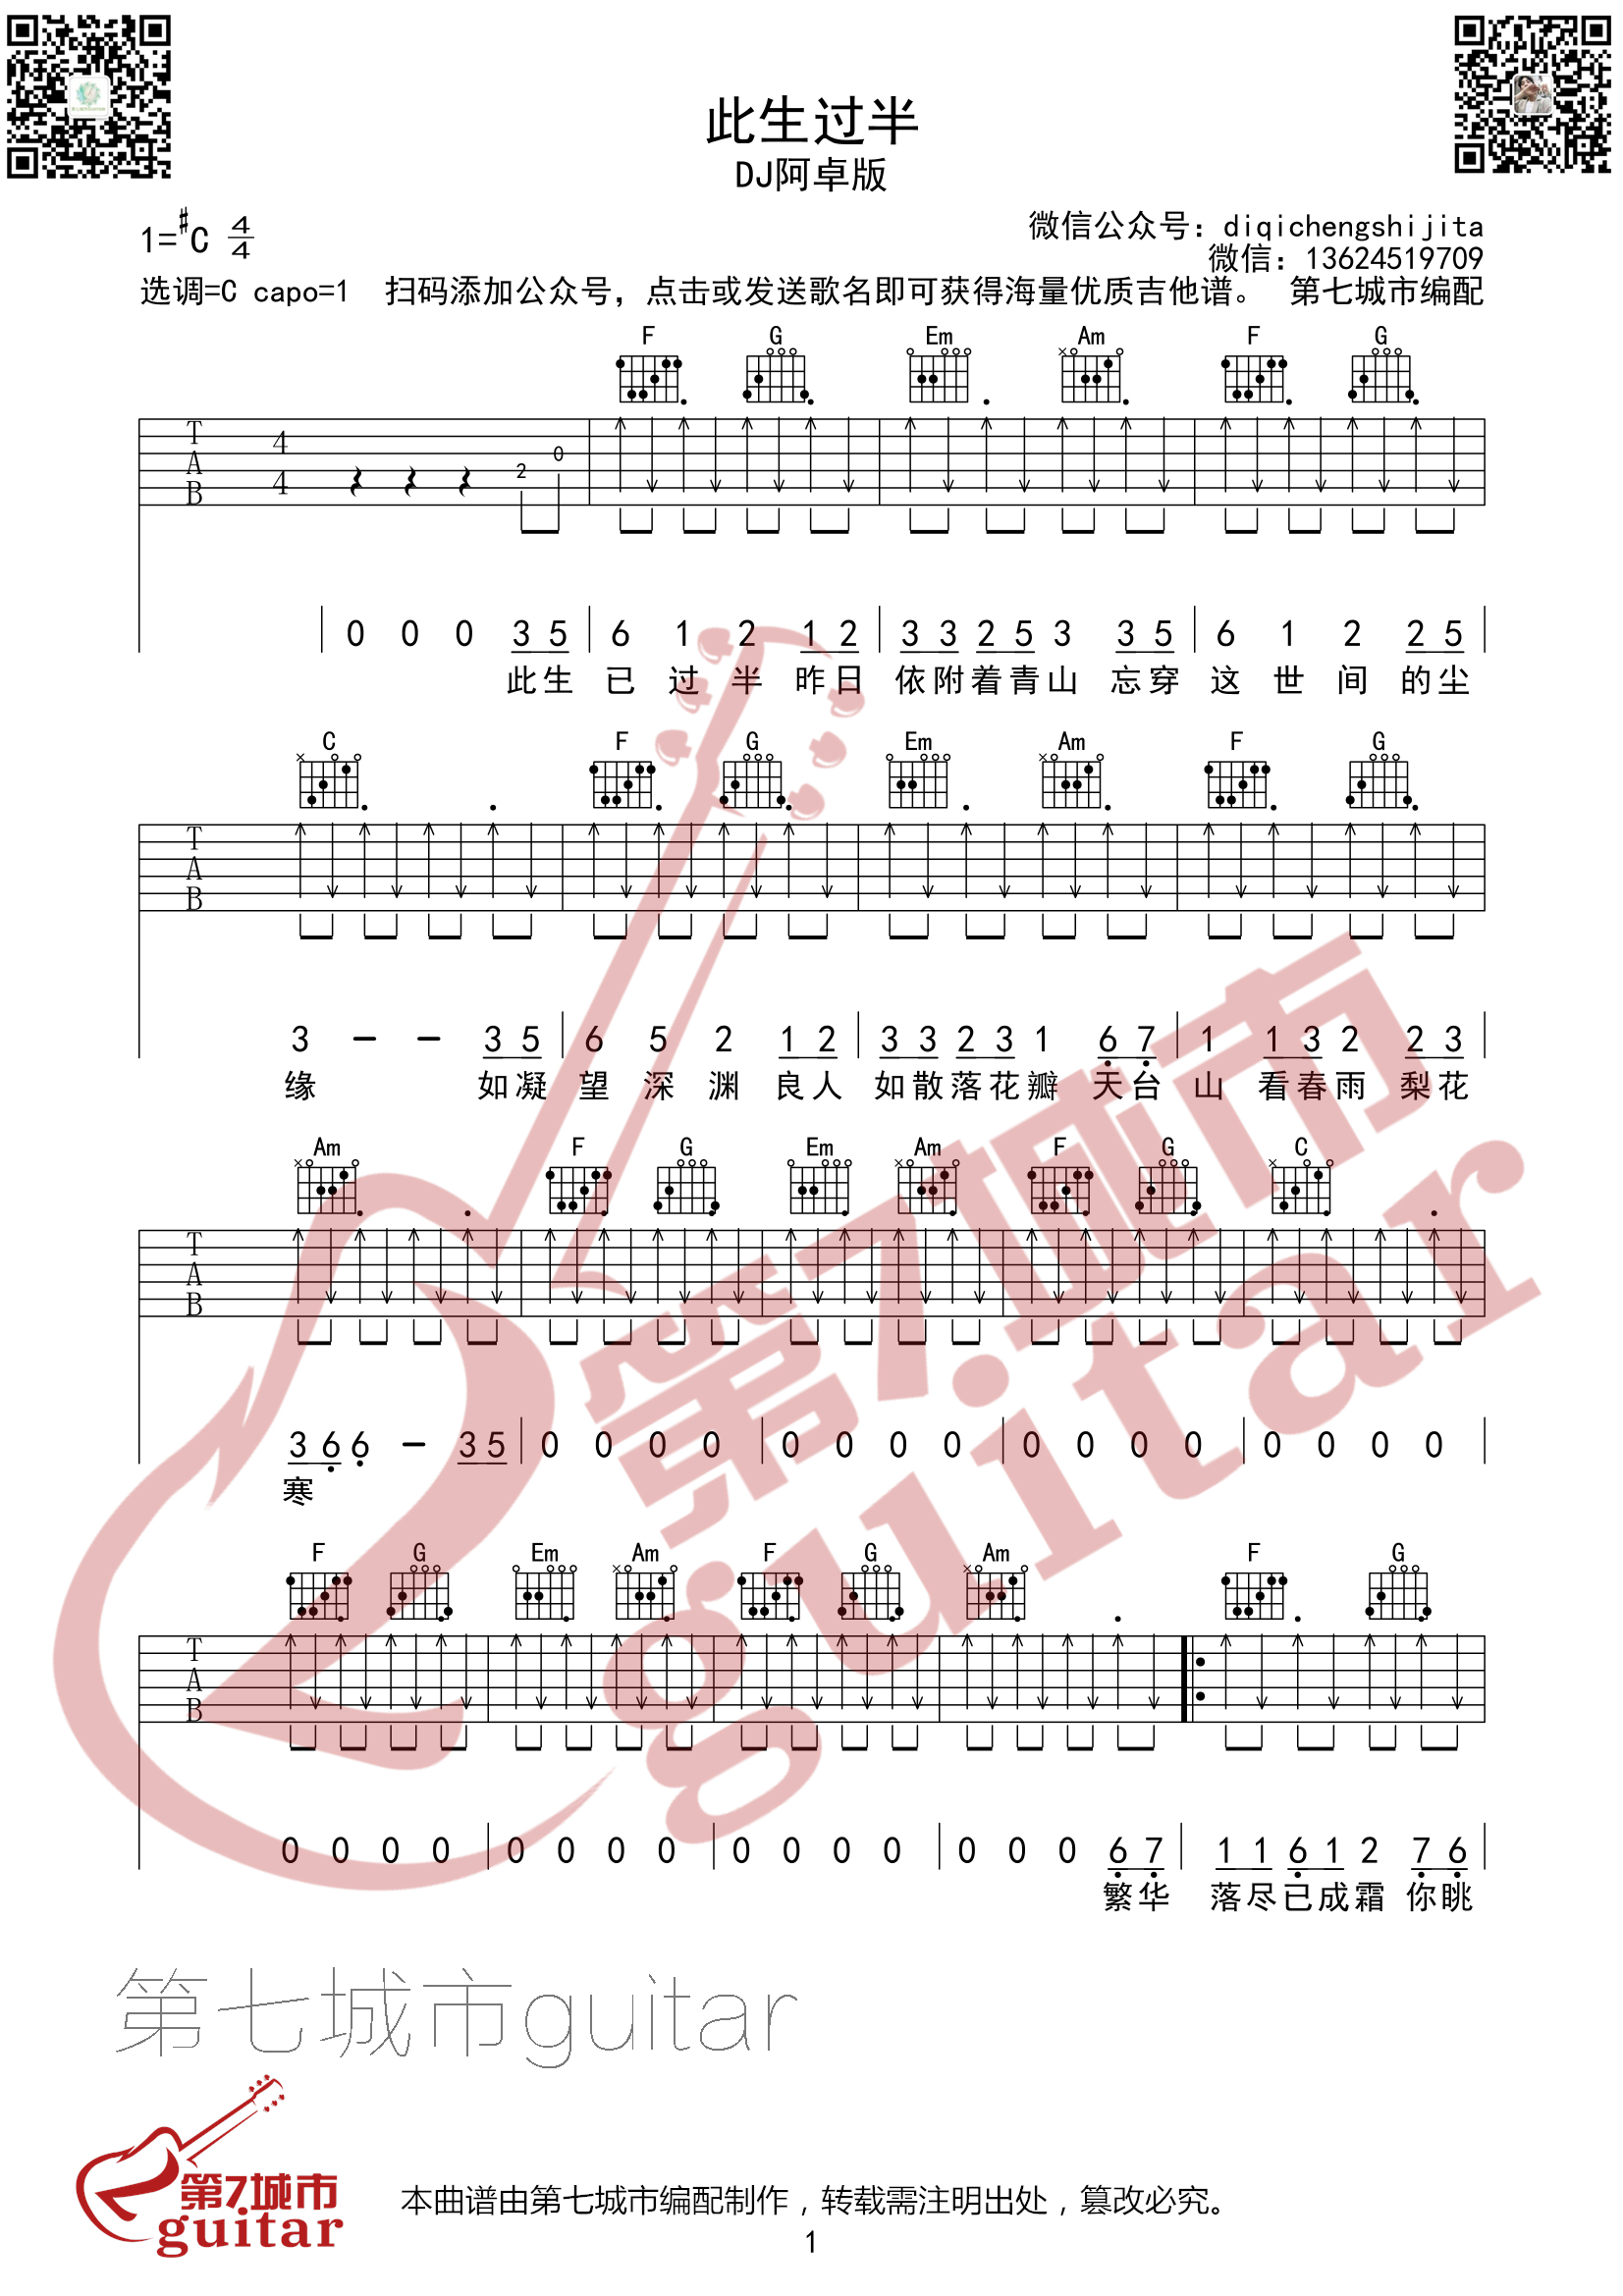 此生过半
DJ阿卓版
1=#C 4/4
微信公众号：diqichengshijita
微信：13624519709
选调=C capo=1 扫码添加公众号，点击或发送歌名即可获得海量优质吉他谱。 第七城市编配
F G Em Am F G
T A B 4 4 2 0
0 0 0 3 5 6 1 2 1 2 3 3 2 5 3 3 5 6 1 2 2 5
此生 已 过 半 昨日 依附着青山 忘穿 这 世 间 的尘
C F G Em Am F G
T A B
3 - - 3 5 6 5 2 1 2 3 3 2 3 1 6 7 1 1 3 2 2 3
缘 如凝 望 深 渊 良人 如散落花瓣 天台 山 看春雨 梨花
Am F G Em Am F G C
T A B
3 6 6 - 3 5 0 0 0 0 0 0 0 0 0 0 0 0 0 0 0 0
寒
F G Em Am F G Am F G
T A B
0 0 0 0 0 0 0 0 0 0 0 0 0 0 0 6 7 1 1 6 1 2 7 6
繁华 落尽已成霜 你眺
第7城市
guitar
第七城市guitar
第7城市
guitar
本曲谱由第七城市编配制作，转载需注明出处，篡改必究。
1